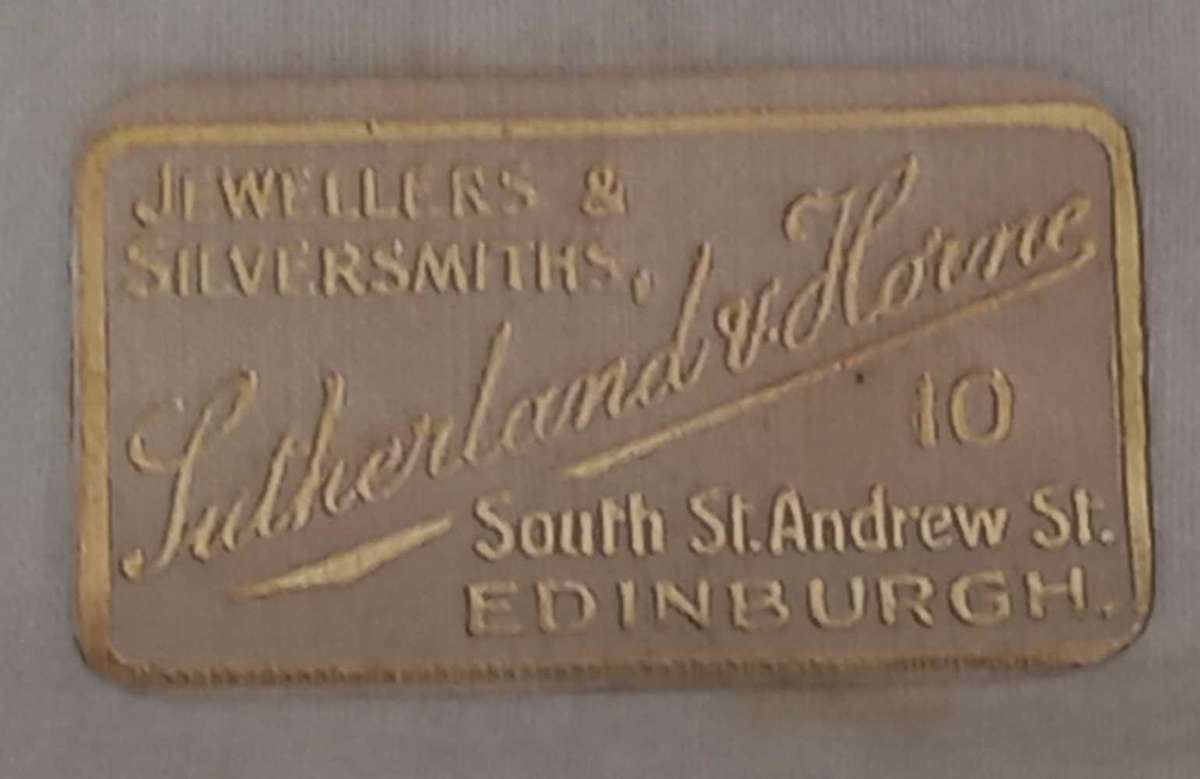 JEWELLERS &
SILVERSMITHS,
Sutherland & Horne
10
South St. Andrew St.
EDINBURGH.